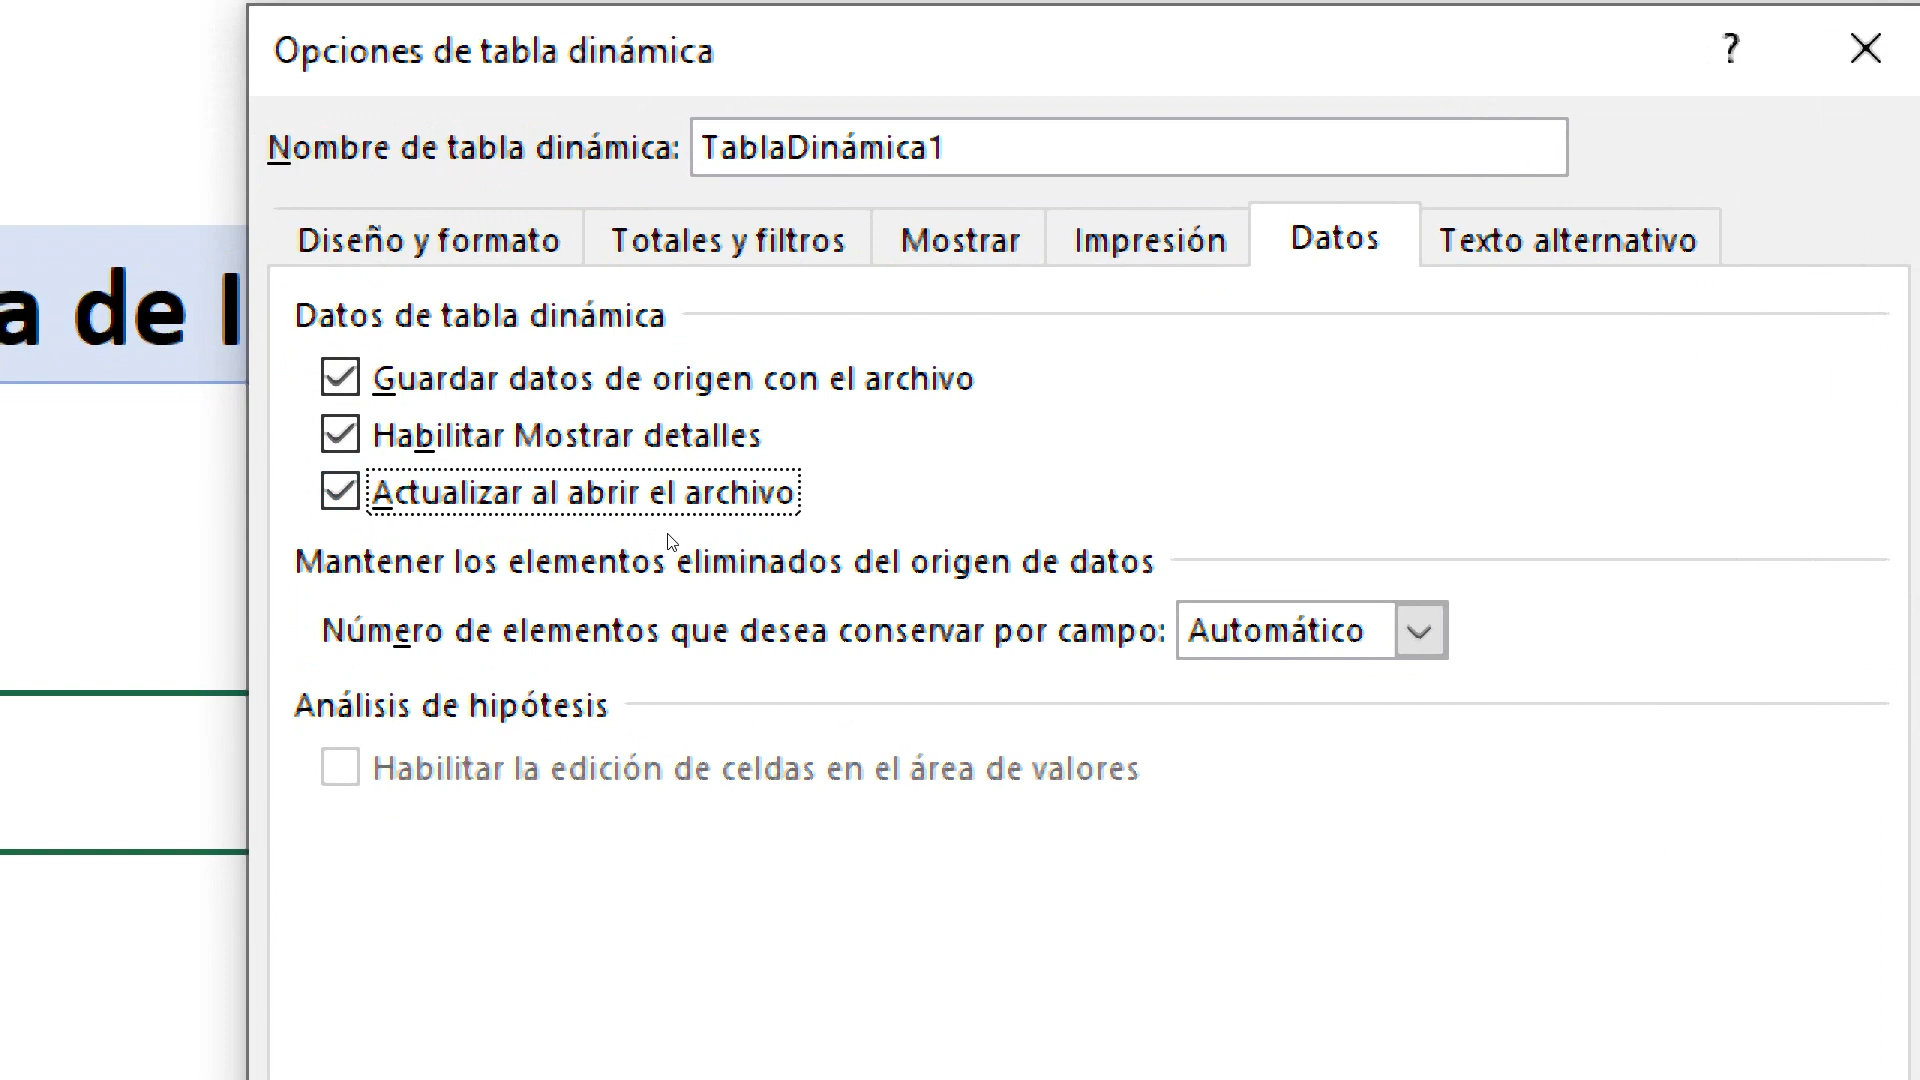 Opciones de tabla dinámica ?
Nombre de tabla dinámica: TablaDinámica1
Diseño y formato Totales y filtros Mostrar Impresión Datos Texto alternativo
a de
Datos de tabla dinámica
Guardar datos de origen con el archivo
Habilitar Mostrar detalles
Actualizar al abrir el archivo
Mantener los elementos eliminados del origen de datos
Número de elementos que desea conservar por campo: Automático
Análisis de hipótesis
Habilitar la edición de celdas en el área de valores